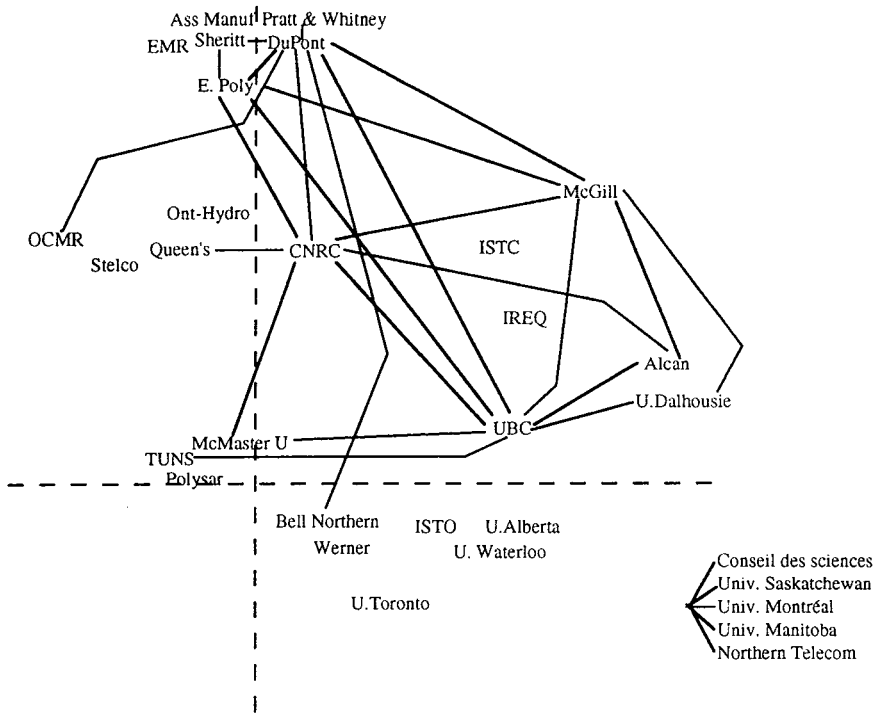 Ass Manuf Pratt & Whitney
EMR Sheritt DuPont
E. Poly
McGill
Ont-Hydro
OCMR
Stelco
Queen's
CNRC
ISTC
IREQ
Alcan
U.Dalhousie
UBC
McMaster U
TUNS
Polysar
Bell Northern
ISTO
U.Alberta
Werner
U. Waterloo
U.Toronto
Conseil des sciences
Univ. Saskatchewan
Univ. Montréal
Univ. Manitoba
Northern Telecom